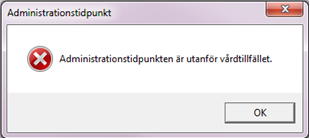 Administrationstidpunkt
Administrationstidpunkten är utanför vårdtillfället.
OK